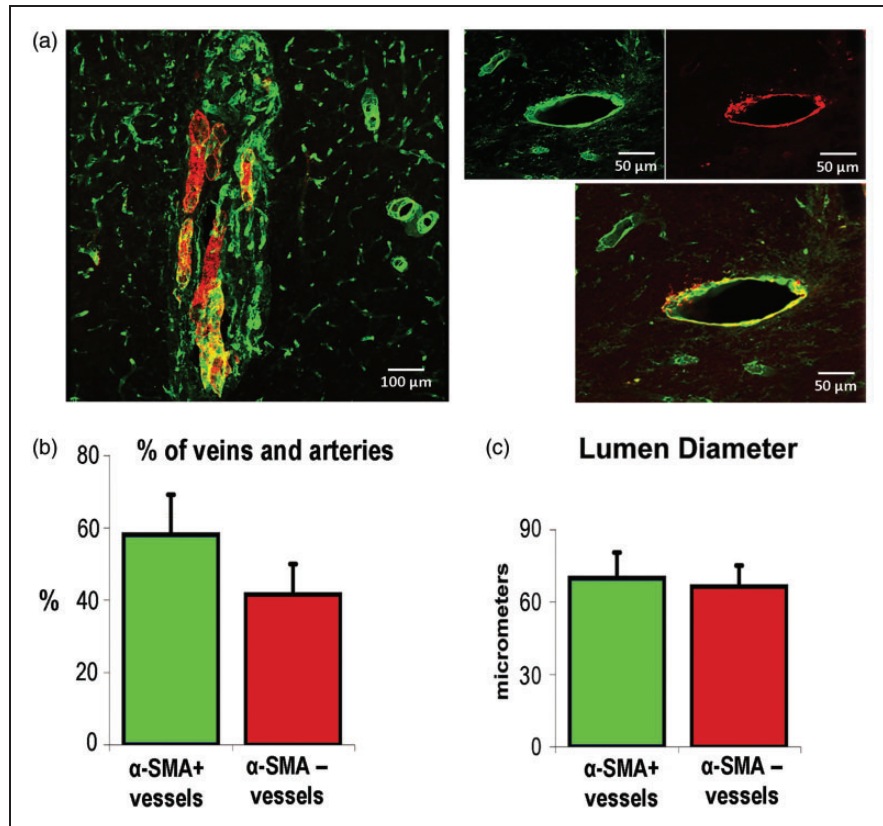 (a)
100 μm
50 μm
50 μm
50 μm
(b)
% of veins and arteries
80
60
40
20
0
%
α-SMA+
vessels
α-SMA –
vessels
(c)
Lumen Diameter
90
60
30
0
micrometers
α-SMA+
vessels
α-SMA –
vessels